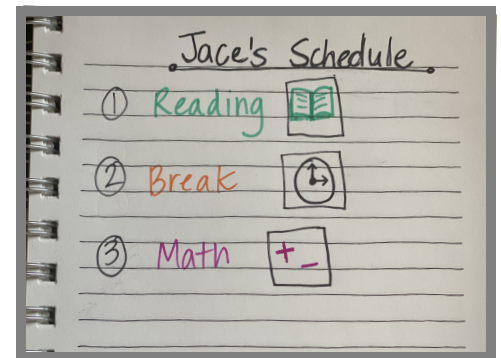 Jace's Schedule
① Reading
② Break
③ Math + –